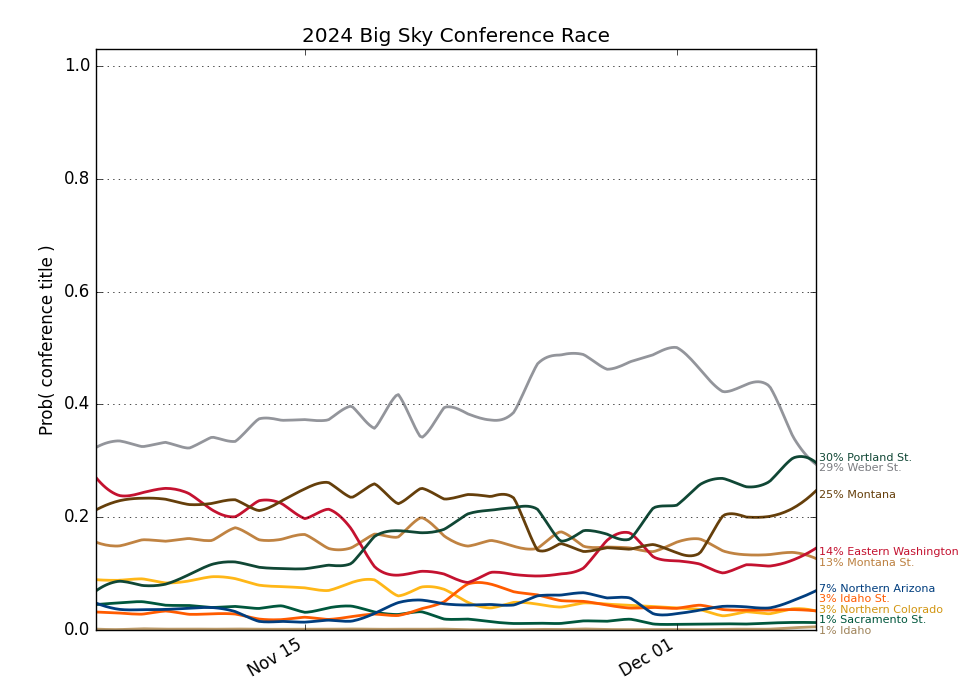 2024 Big Sky Conference Race
Prob( conference title )
1.0
0.8
0.6
0.4
0.2
0.0
Nov 15
Dec 01
30% Portland St.
29% Weber St.
25% Montana
14% Eastern Washington
13% Montana St.
7% Northern Arizona
3% Idaho St.
3% Northern Colorado
1% Sacramento St.
1% Idaho